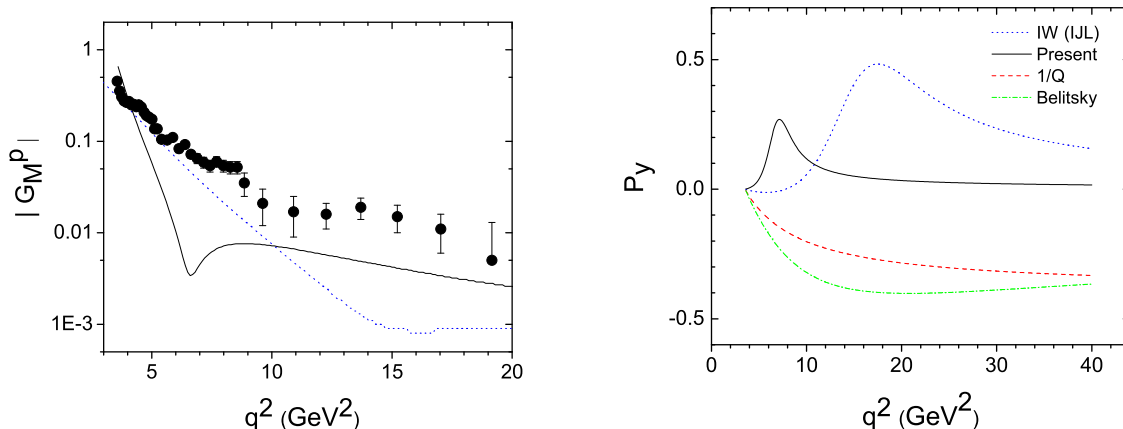 1
0.1
0.01
1E-3
| G_M^p |
5
10
15
20
q^2 (GeV^2)
0.5
0.0
-0.5
P_y
IW (IJL)
Present
1/Q
Belitsky
0
10
20
30
40
q^2 (GeV^2)